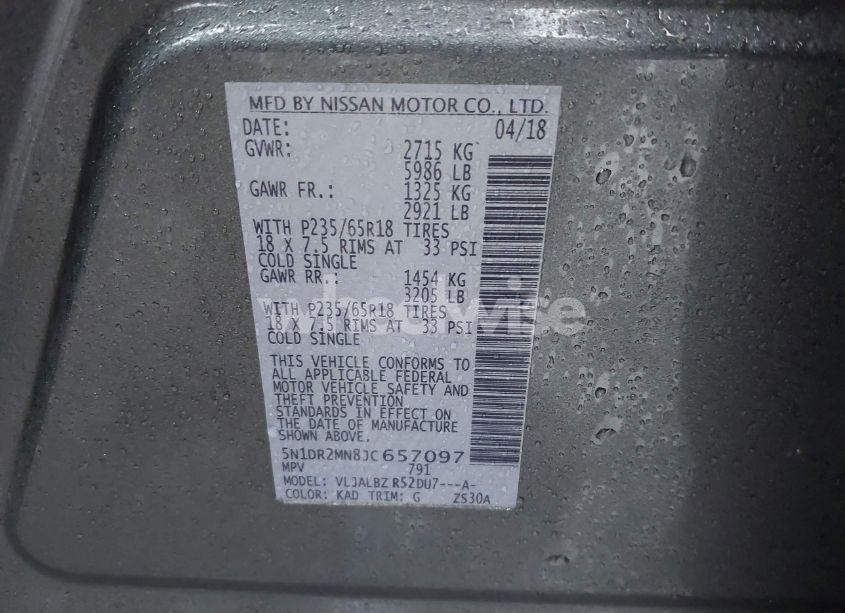 MFD BY NISSAN MOTOR CO., LTD.
DATE: 04/18
GVWR: 2715 KG
5986 LB
GAWR FR.: 1325 KG
2921 LB
WITH P235/65R18 TIRES
18 X 7.5 RIMS AT 33 PSI
COLD SINGLE
GAWR RR.: 1454 KG
3205 LB
WITH P235/65R18 TIRES
18 X 7.5 RIMS AT 33 PSI
COLD SINGLE
wheelwise
THIS VEHICLE CONFORMS TO
ALL APPLICABLE FEDERAL
MOTOR VEHICLE SAFETY AND
THEFT PREVENTION
STANDARDS IN EFFECT ON
THE DATE OF MANUFACTURE
SHOWN ABOVE.
5N1DR2MN8JC657097
MPV 791
MODEL: VLJALBZ R52DU7---A-
COLOR: KAD TRIM: G ZS30A